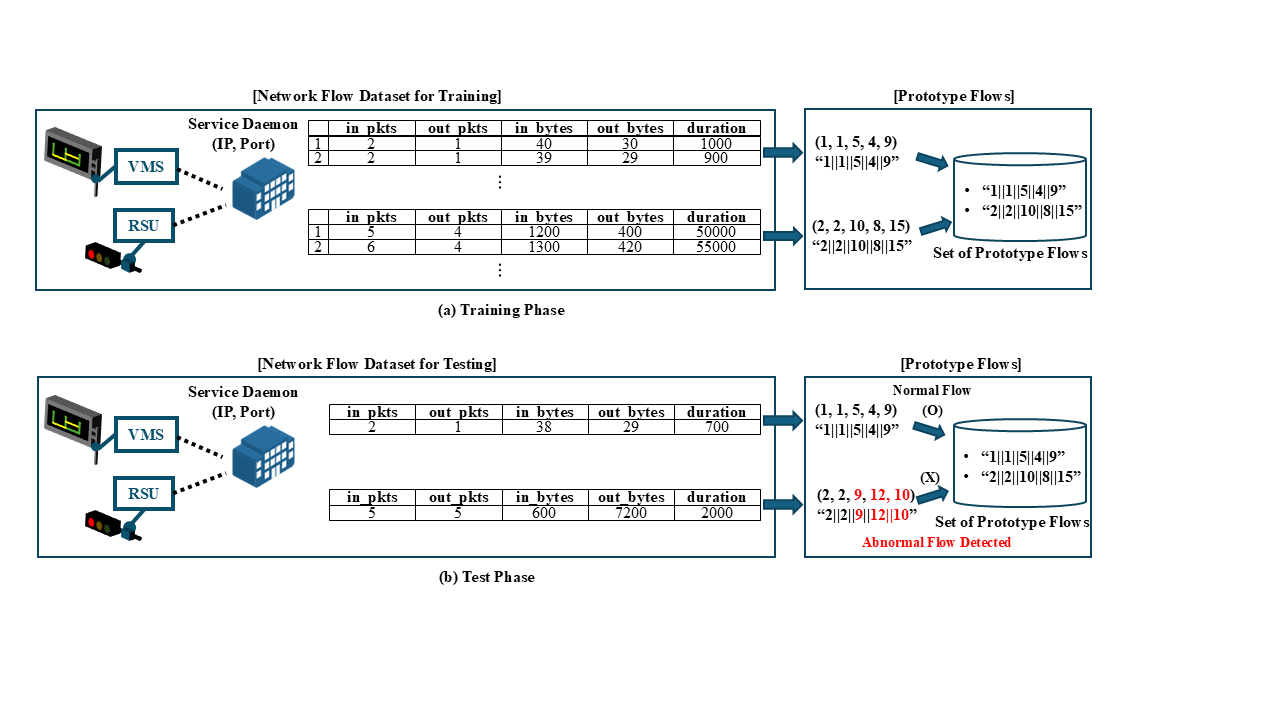 [Network Flow Dataset for Training]
[Prototype Flows]
Service Daemon
(IP, Port)
VMS
RSU
in_pkts out_pkts in_bytes out_bytes duration
1 2 1 40 30 1000
2 2 1 39 29 900
⋮
in_pkts out_pkts in_bytes out_bytes duration
1 5 4 1200 400 50000
2 6 4 1300 420 55000
⋮
(1, 1, 5, 4, 9)
“1||1||5||4||9”
(2, 2, 10, 8, 15)
“2||2||10||8||15”
• “1||1||5||4||9”
• “2||2||10||8||15”
Set of Prototype Flows
(a) Training Phase
[Network Flow Dataset for Testing]
[Prototype Flows]
Service Daemon
(IP, Port)
VMS
RSU
in_pkts out_pkts in_bytes out_bytes duration
2 1 38 29 700
in_pkts out_pkts in_bytes out_bytes duration
5 5 600 7200 2000
Normal Flow
(1, 1, 5, 4, 9) (O)
“1||1||5||4||9”
(X)
(2, 2, 9, 12, 10)
“2||2||9||12||10”
• “1||1||5||4||9”
• “2||2||10||8||15”
Set of Prototype Flows
Abnormal Flow Detected
(b) Test Phase